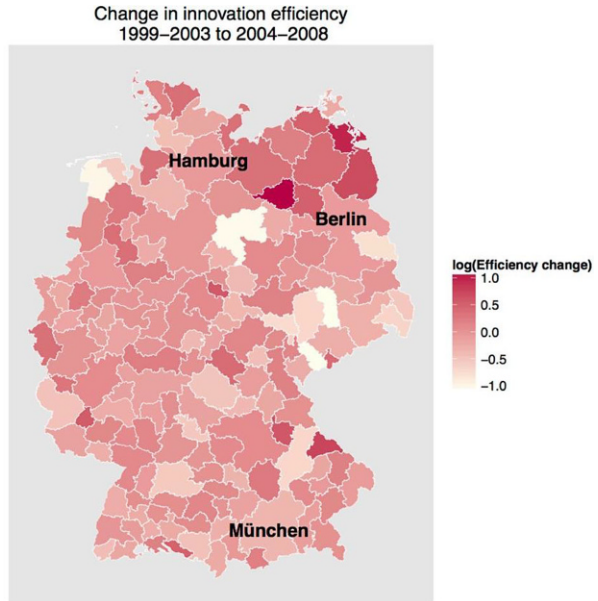 Change in innovation efficiency
1999−2003 to 2004−2008
Hamburg
Berlin
München
log(Efficiency change)
1.0
0.5
0.0
−0.5
−1.0